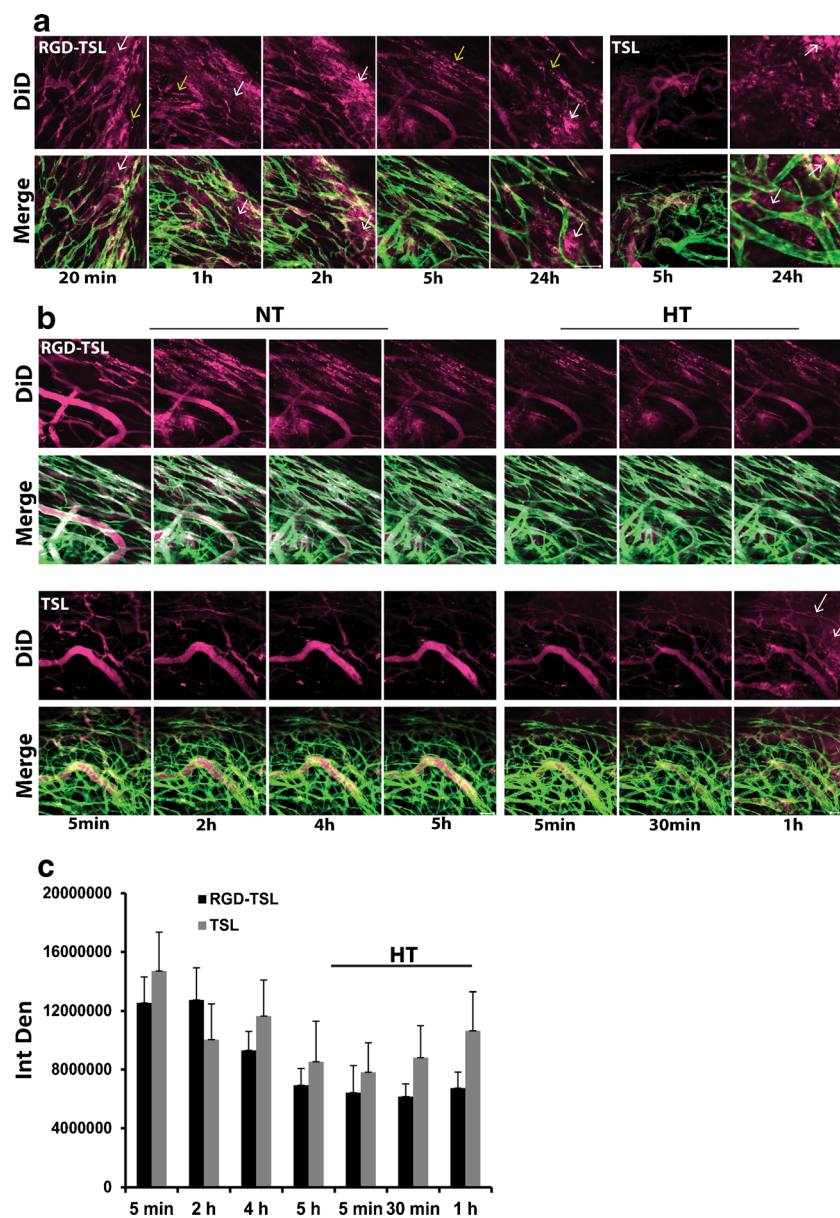 a
RGD-TSL
TSL
DiD
Merge
20 min 1h 2h 5h 24h 5h 24h
b
NT HT
RGD-TSL
DiD
Merge
TSL
DiD
Merge
5min 2h 4h 5h 5min 30min 1h
c
20000000
16000000
12000000
8000000
4000000
0
Int Den
RGD-TSL
TSL
HT
5 min 2 h 4 h 5 h 5 min 30 min 1 h